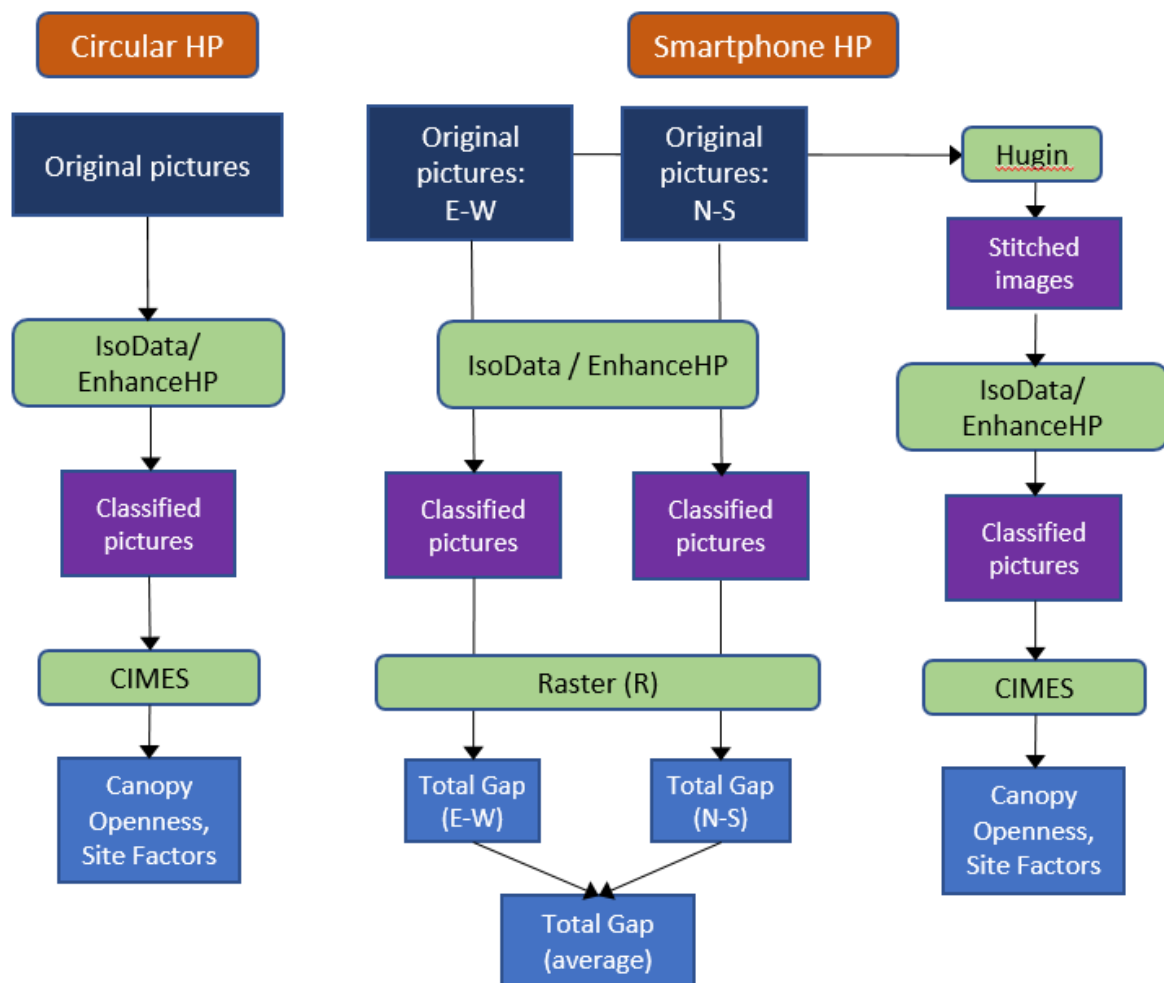 Circular HP
Smartphone HP
Original pictures
IsoData/
EnhanceHP
Classified
pictures
CIMES
Canopy
Openness,
Site Factors
Original
pictures:
E-W
Original
pictures:
N-S
IsoData / EnhanceHP
Classified
pictures
Classified
pictures
Raster (R)
Total Gap
(E-W)
Total Gap
(N-S)
Total Gap
(average)
Hugin
Stitched
images
IsoData/
EnhanceHP
Classified
pictures
CIMES
Canopy
Openness,
Site Factors